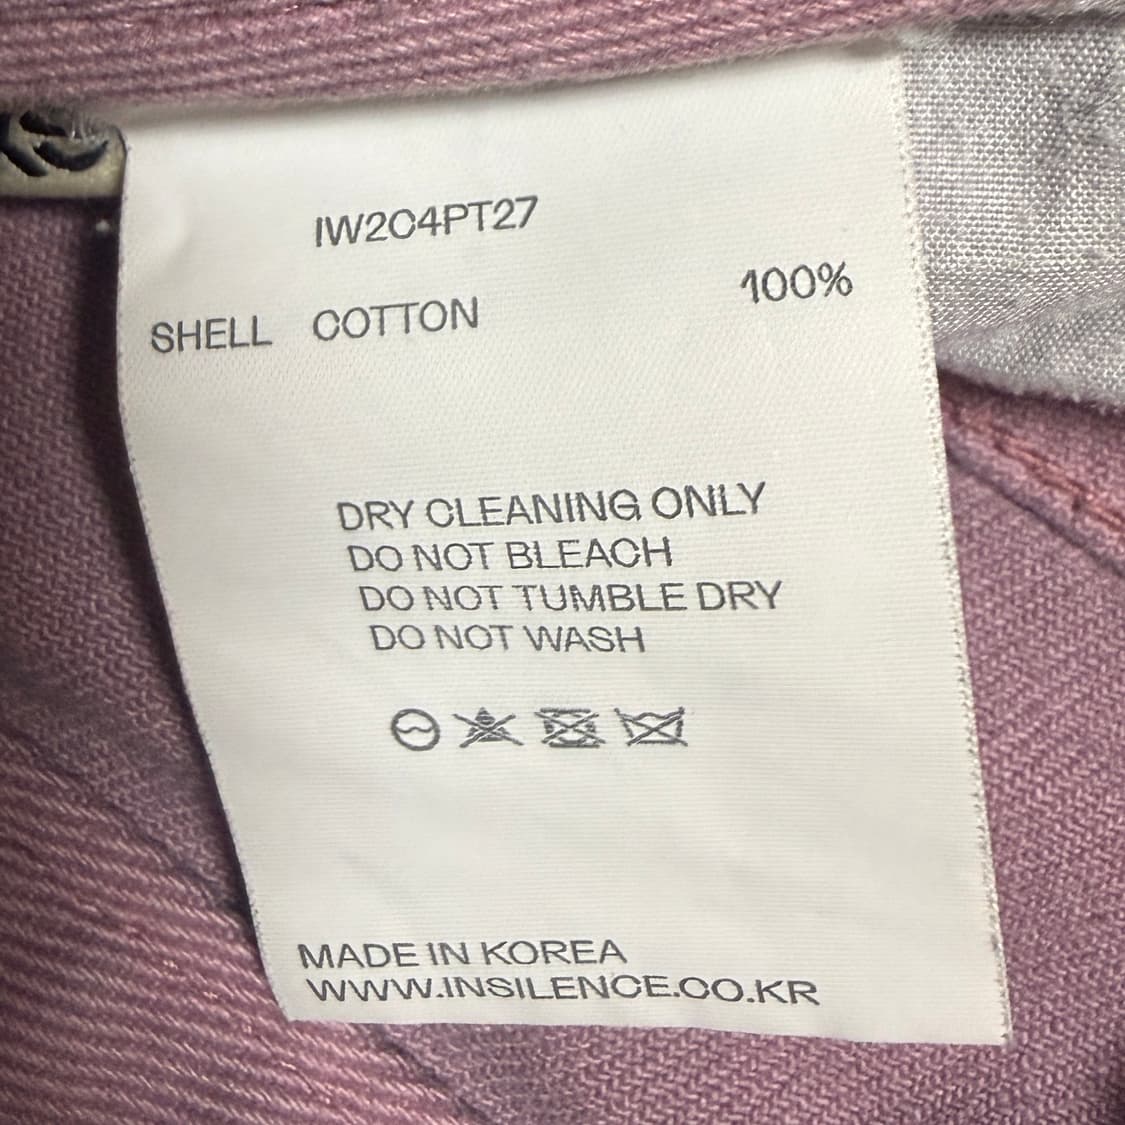 IW2C4PT27
SHELL COTTON 100%
DRY CLEANING ONLY
DO NOT BLEACH
DO NOT TUMBLE DRY
DO NOT WASH
MADE IN KOREA
WWW.INSILENCE.CO.KR